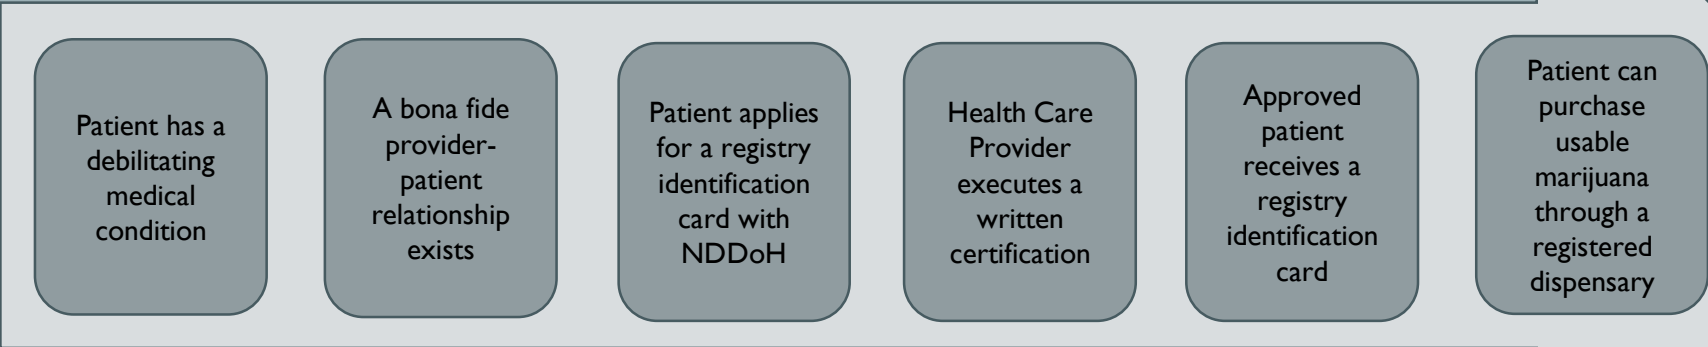 Patient has a
debilitating
medical
condition
A bona fide
provider-
patient
relationship
exists
Patient applies
for a registry
identification
card with
NDDoH
Health Care
Provider
executes a
written
certification
Approved
patient
receives a
registry
identification
card
Patient can
purchase
usable
marijuana
through a
registered
dispensary